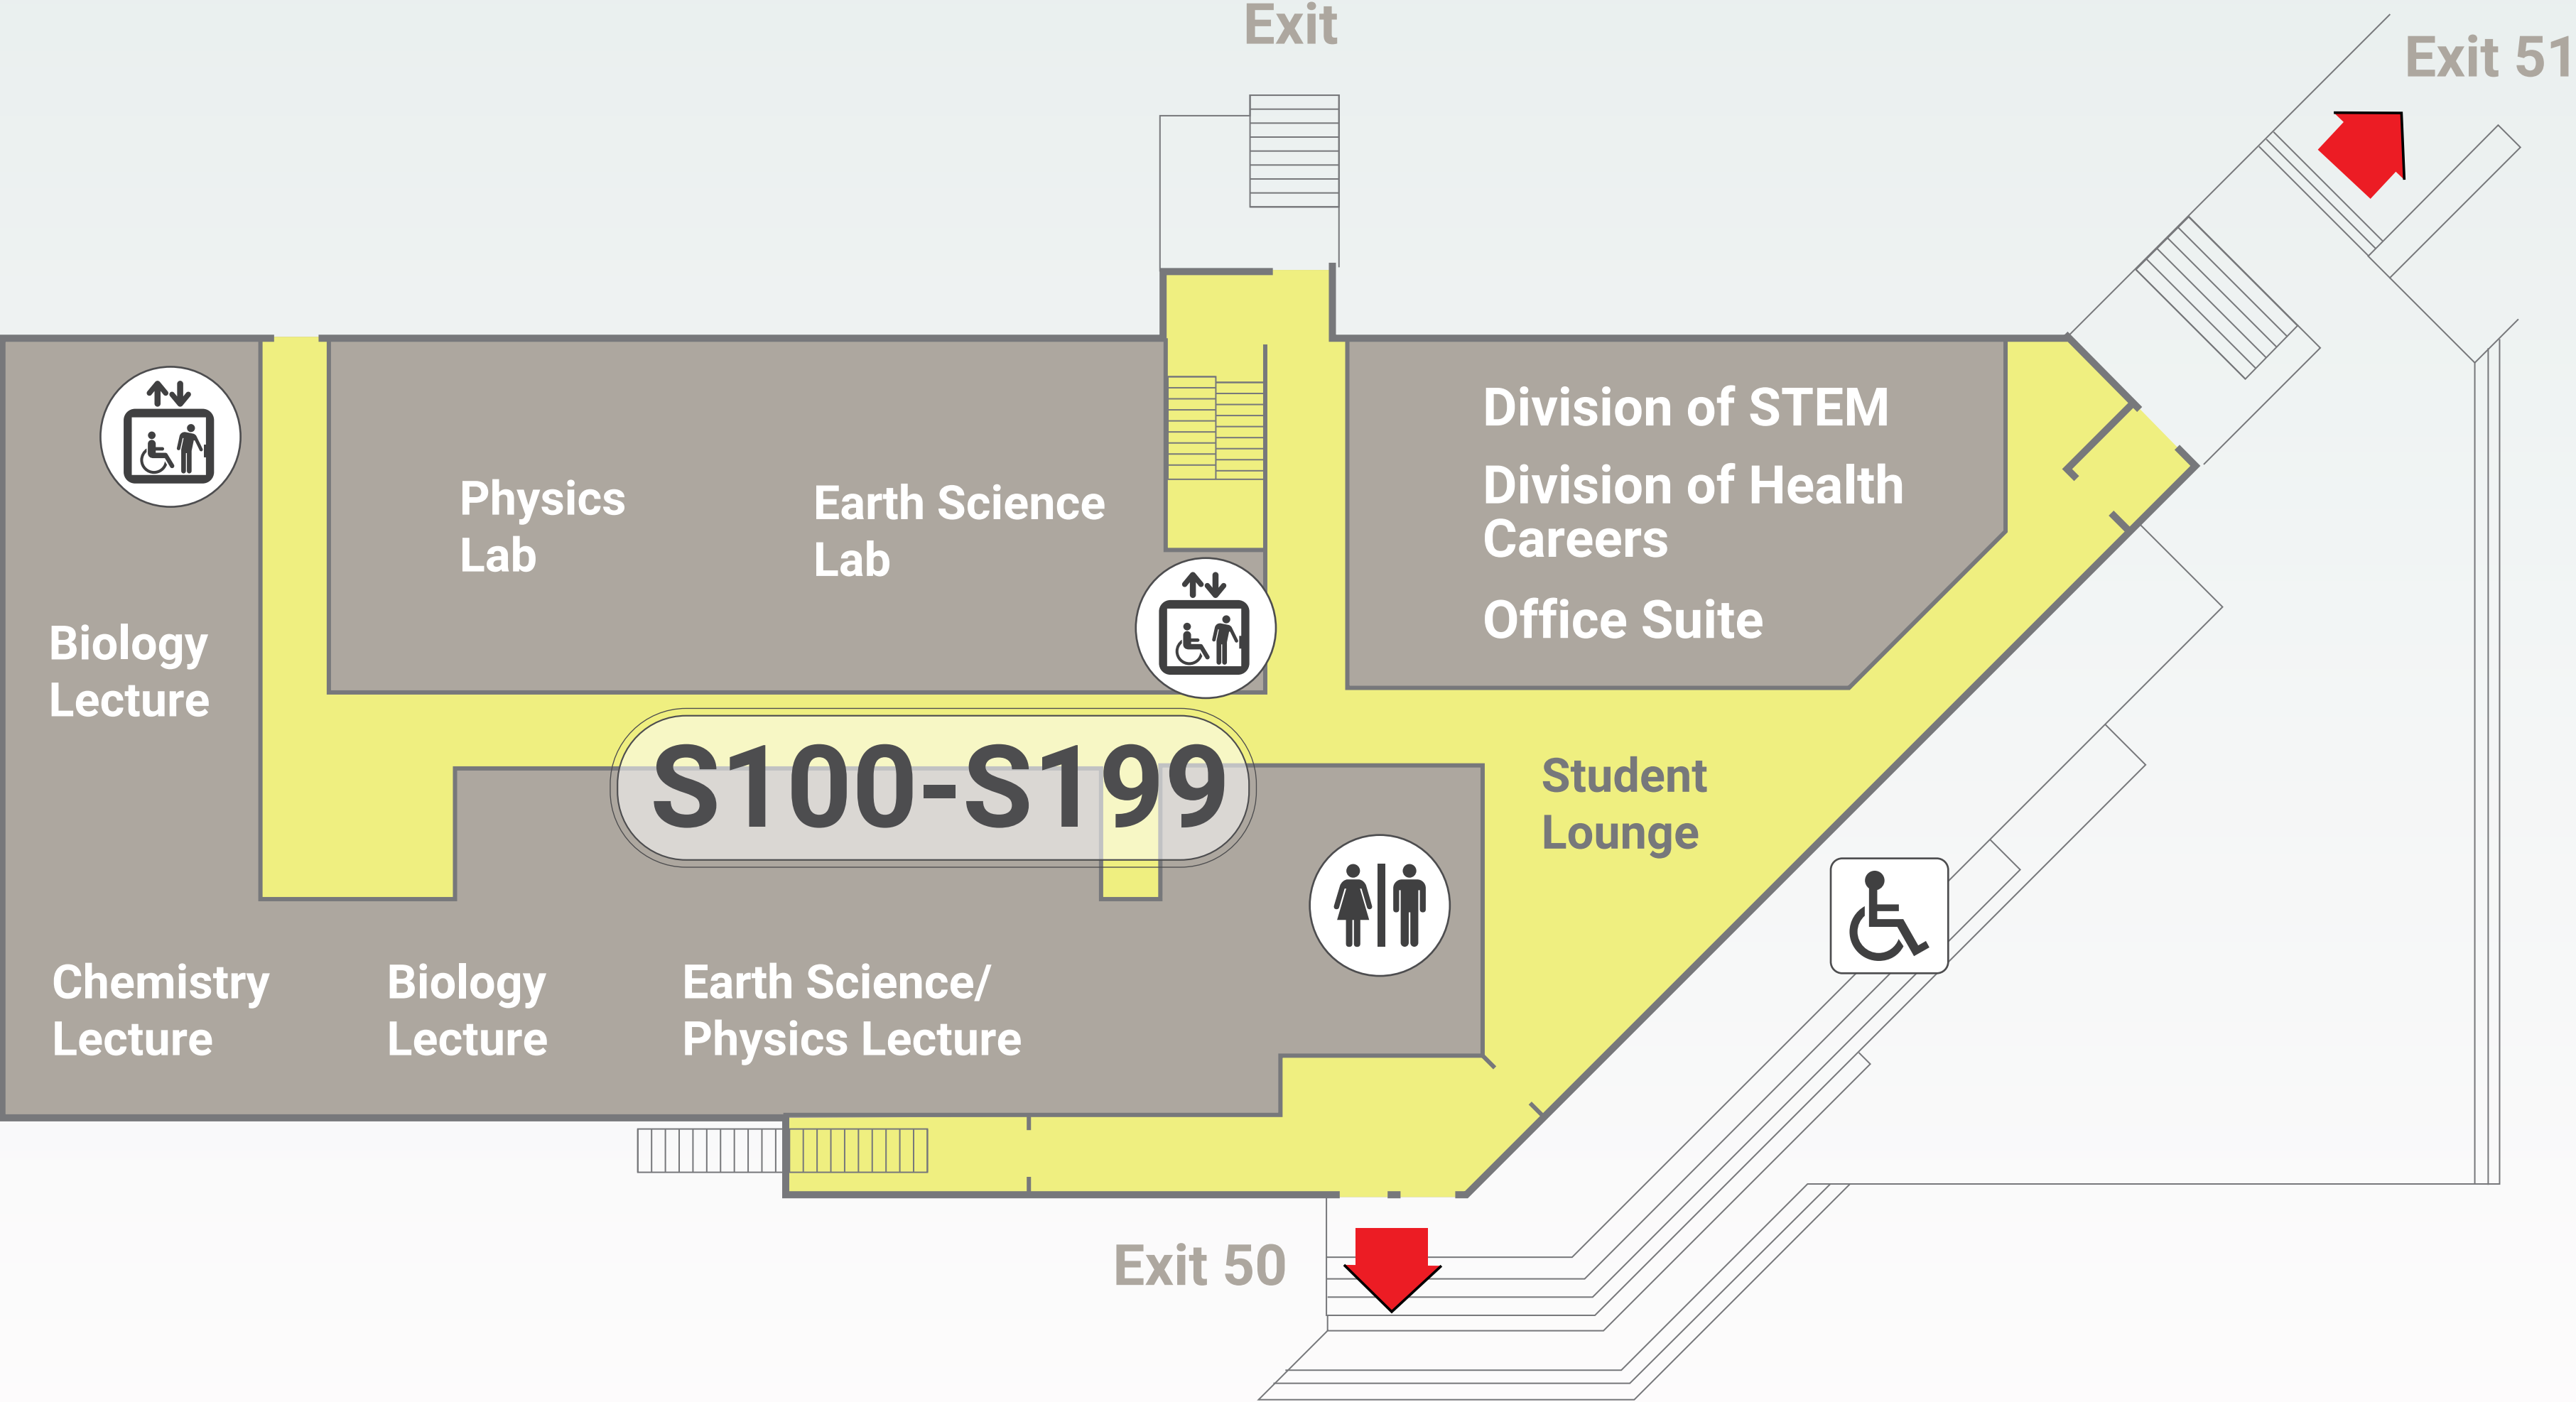 Exit
Exit 51
Division of STEM
Division of Health
Careers
Office Suite
Physics
Lab
Earth Science
Lab
Biology
Lecture
S100-S199
Student
Lounge
Chemistry
Lecture
Biology
Lecture
Earth Science/
Physics Lecture
Exit 50